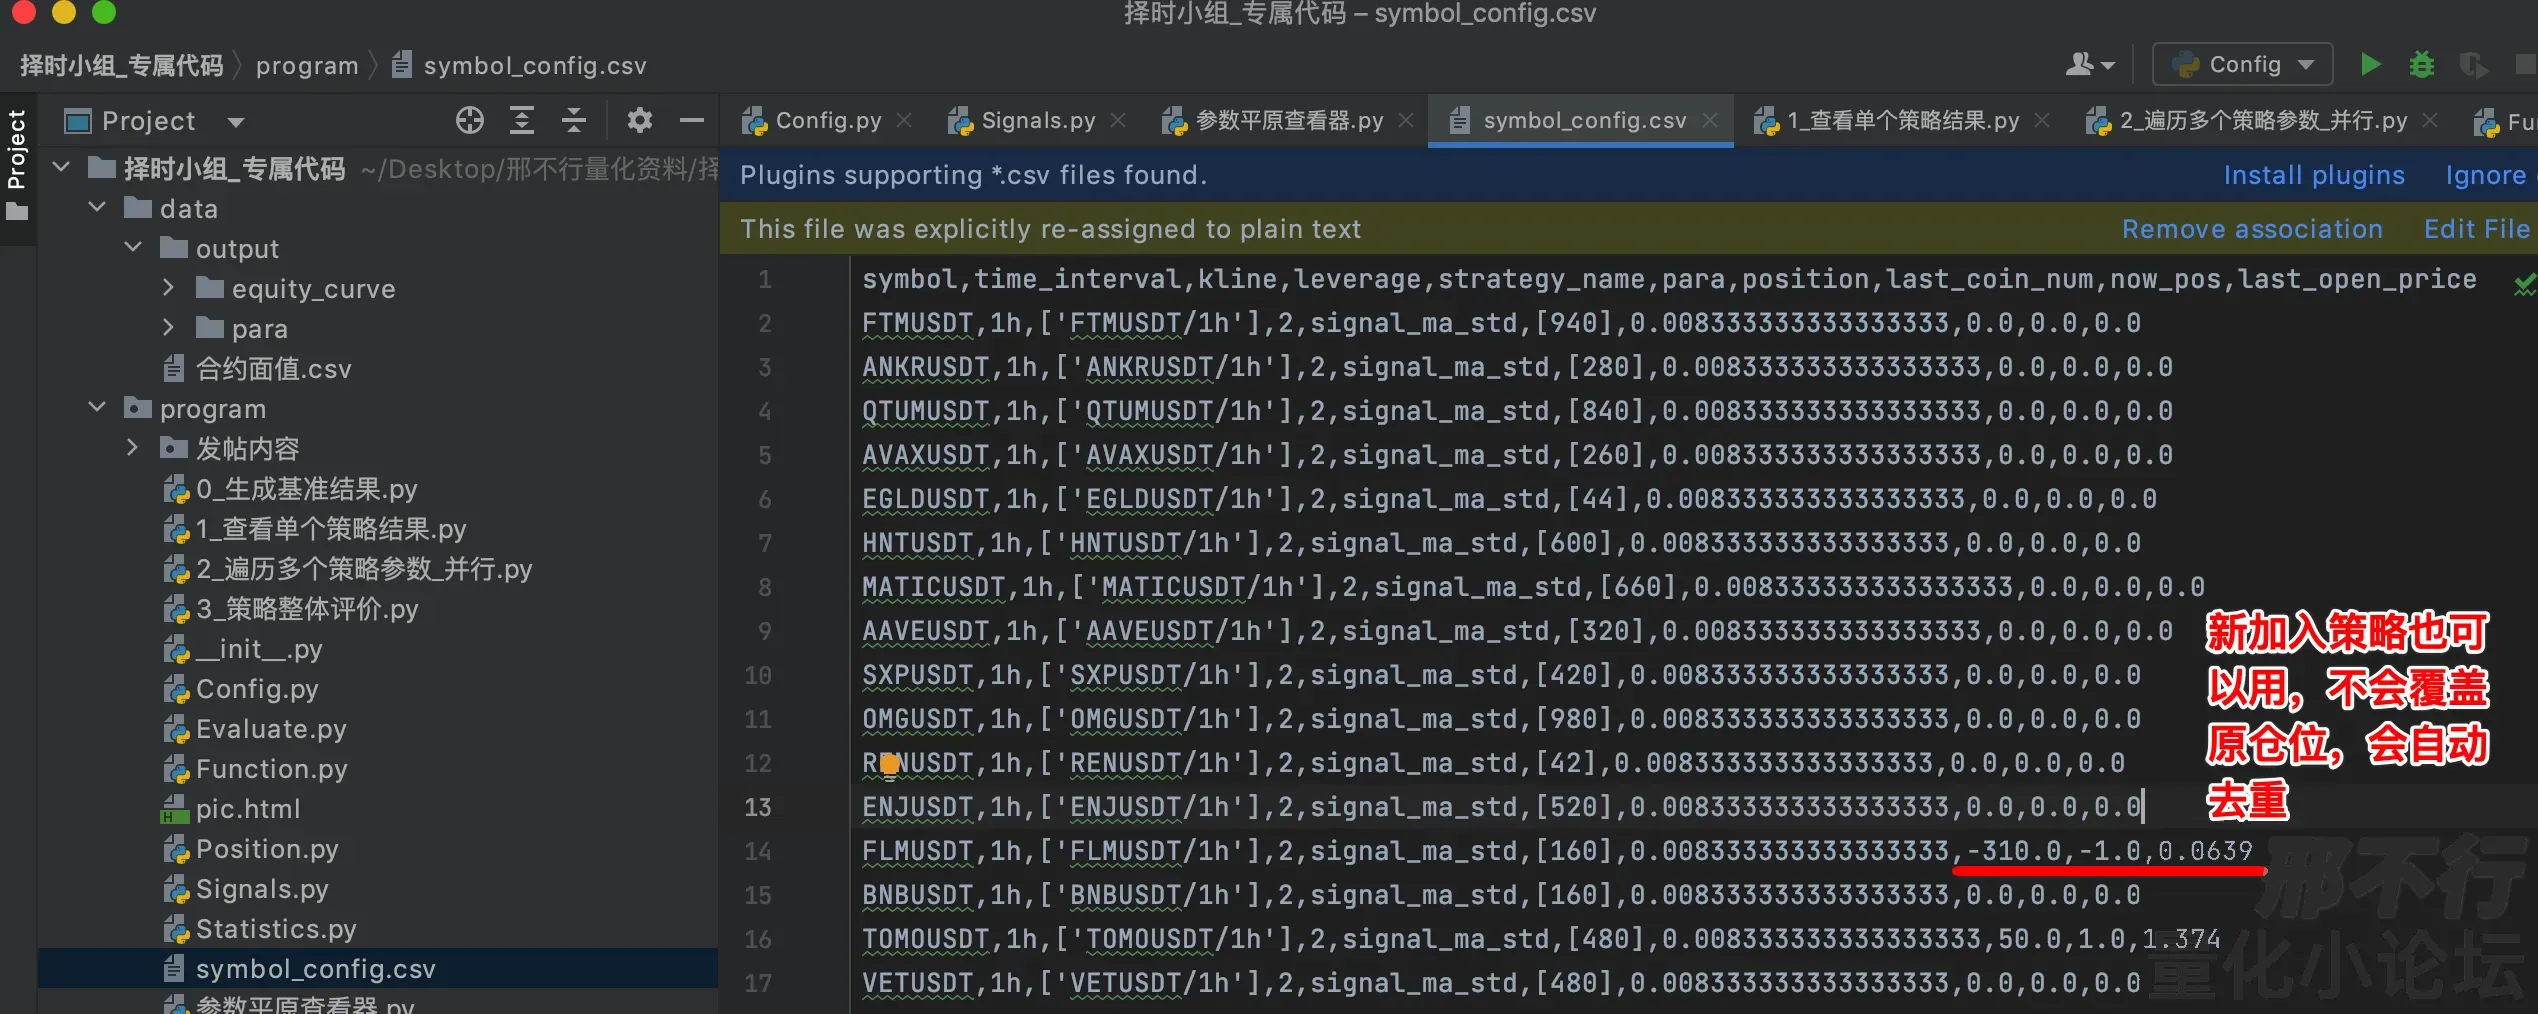 择时小组_专属代码 – symbol_config.csv
择时小组_专属代码 program symbol_config.csv
Config
Project
Project
Config.py
Signals.py
参数平原查看器.py
symbol_config.csv
1_查看单个策略结果.py
2_遍历多个策略参数_并行.py
择时小组_专属代码 ~/Desktop/邢不行量化资料/择
data
output
equity_curve
para
合约面值.csv
program
发帖内容
0_生成基准结果.py
1_查看单个策略结果.py
2_遍历多个策略参数_并行.py
3_策略整体评价.py
__init__.py
Config.py
Evaluate.py
Function.py
pic.html
Position.py
Signals.py
Statistics.py
symbol_config.csv
参数平原查看器.py
Plugins supporting *.csv files found.
Install plugins
Ignore
This file was explicitly re-assigned to plain text
Remove association
Edit File
1 symbol,time_interval,kline,leverage,strategy_name,para,position,last_coin_num,now_pos,last_open_price
2 FTMUSDT,1h,['FTMUSDT/1h'],2,signal_ma_std,[940],0.008333333333333333,0.0,0.0,0.0
3 ANKRUSDT,1h,['ANKRUSDT/1h'],2,signal_ma_std,[280],0.008333333333333333,0.0,0.0,0.0
4 QTUMUSDT,1h,['QTUMUSDT/1h'],2,signal_ma_std,[840],0.008333333333333333,0.0,0.0,0.0
5 AVAXUSDT,1h,['AVAXUSDT/1h'],2,signal_ma_std,[260],0.008333333333333333,0.0,0.0,0.0
6 EGLDUSDT,1h,['EGLDUSDT/1h'],2,signal_ma_std,[44],0.008333333333333333,0.0,0.0,0.0
7 HNTUSDT,1h,['HNTUSDT/1h'],2,signal_ma_std,[600],0.008333333333333333,0.0,0.0,0.0
8 MATICUSDT,1h,['MATICUSDT/1h'],2,signal_ma_std,[660],0.008333333333333333,0.0,0.0,0.0
9 AAVEUSDT,1h,['AAVEUSDT/1h'],2,signal_ma_std,[320],0.008333333333333333,0.0,0.0,0.0
10 SXPUSDT,1h,['SXPUSDT/1h'],2,signal_ma_std,[420],0.008333333333333333,0.0,0.0,0.0
11 OMGUSDT,1h,['OMGUSDT/1h'],2,signal_ma_std,[980],0.008333333333333333,0.0,0.0,0.0
12 RENUSDT,1h,['RENUSDT/1h'],2,signal_ma_std,[42],0.008333333333333333,0.0,0.0,0.0
13 ENJUSDT,1h,['ENJUSDT/1h'],2,signal_ma_std,[520],0.008333333333333333,0.0,0.0,0.0
14 FLMUSDT,1h,['FLMUSDT/1h'],2,signal_ma_std,[160],0.008333333333333333,-310.0,-1.0,0.0639
15 BNBUSDT,1h,['BNBUSDT/1h'],2,signal_ma_std,[160],0.008333333333333333,0.0,0.0,0.0
16 TOMOUSDT,1h,['TOMOUSDT/1h'],2,signal_ma_std,[480],0.008333333333333333,50.0,1.0,1.374
17 VETUSDT,1h,['VETUSDT/1h'],2,signal_ma_std,[480],0.008333333333333333,0.0,0.0,0.0
新加入策略也可
以用，不会覆盖
原仓位，会自动
去重
邢不行
量化小论坛